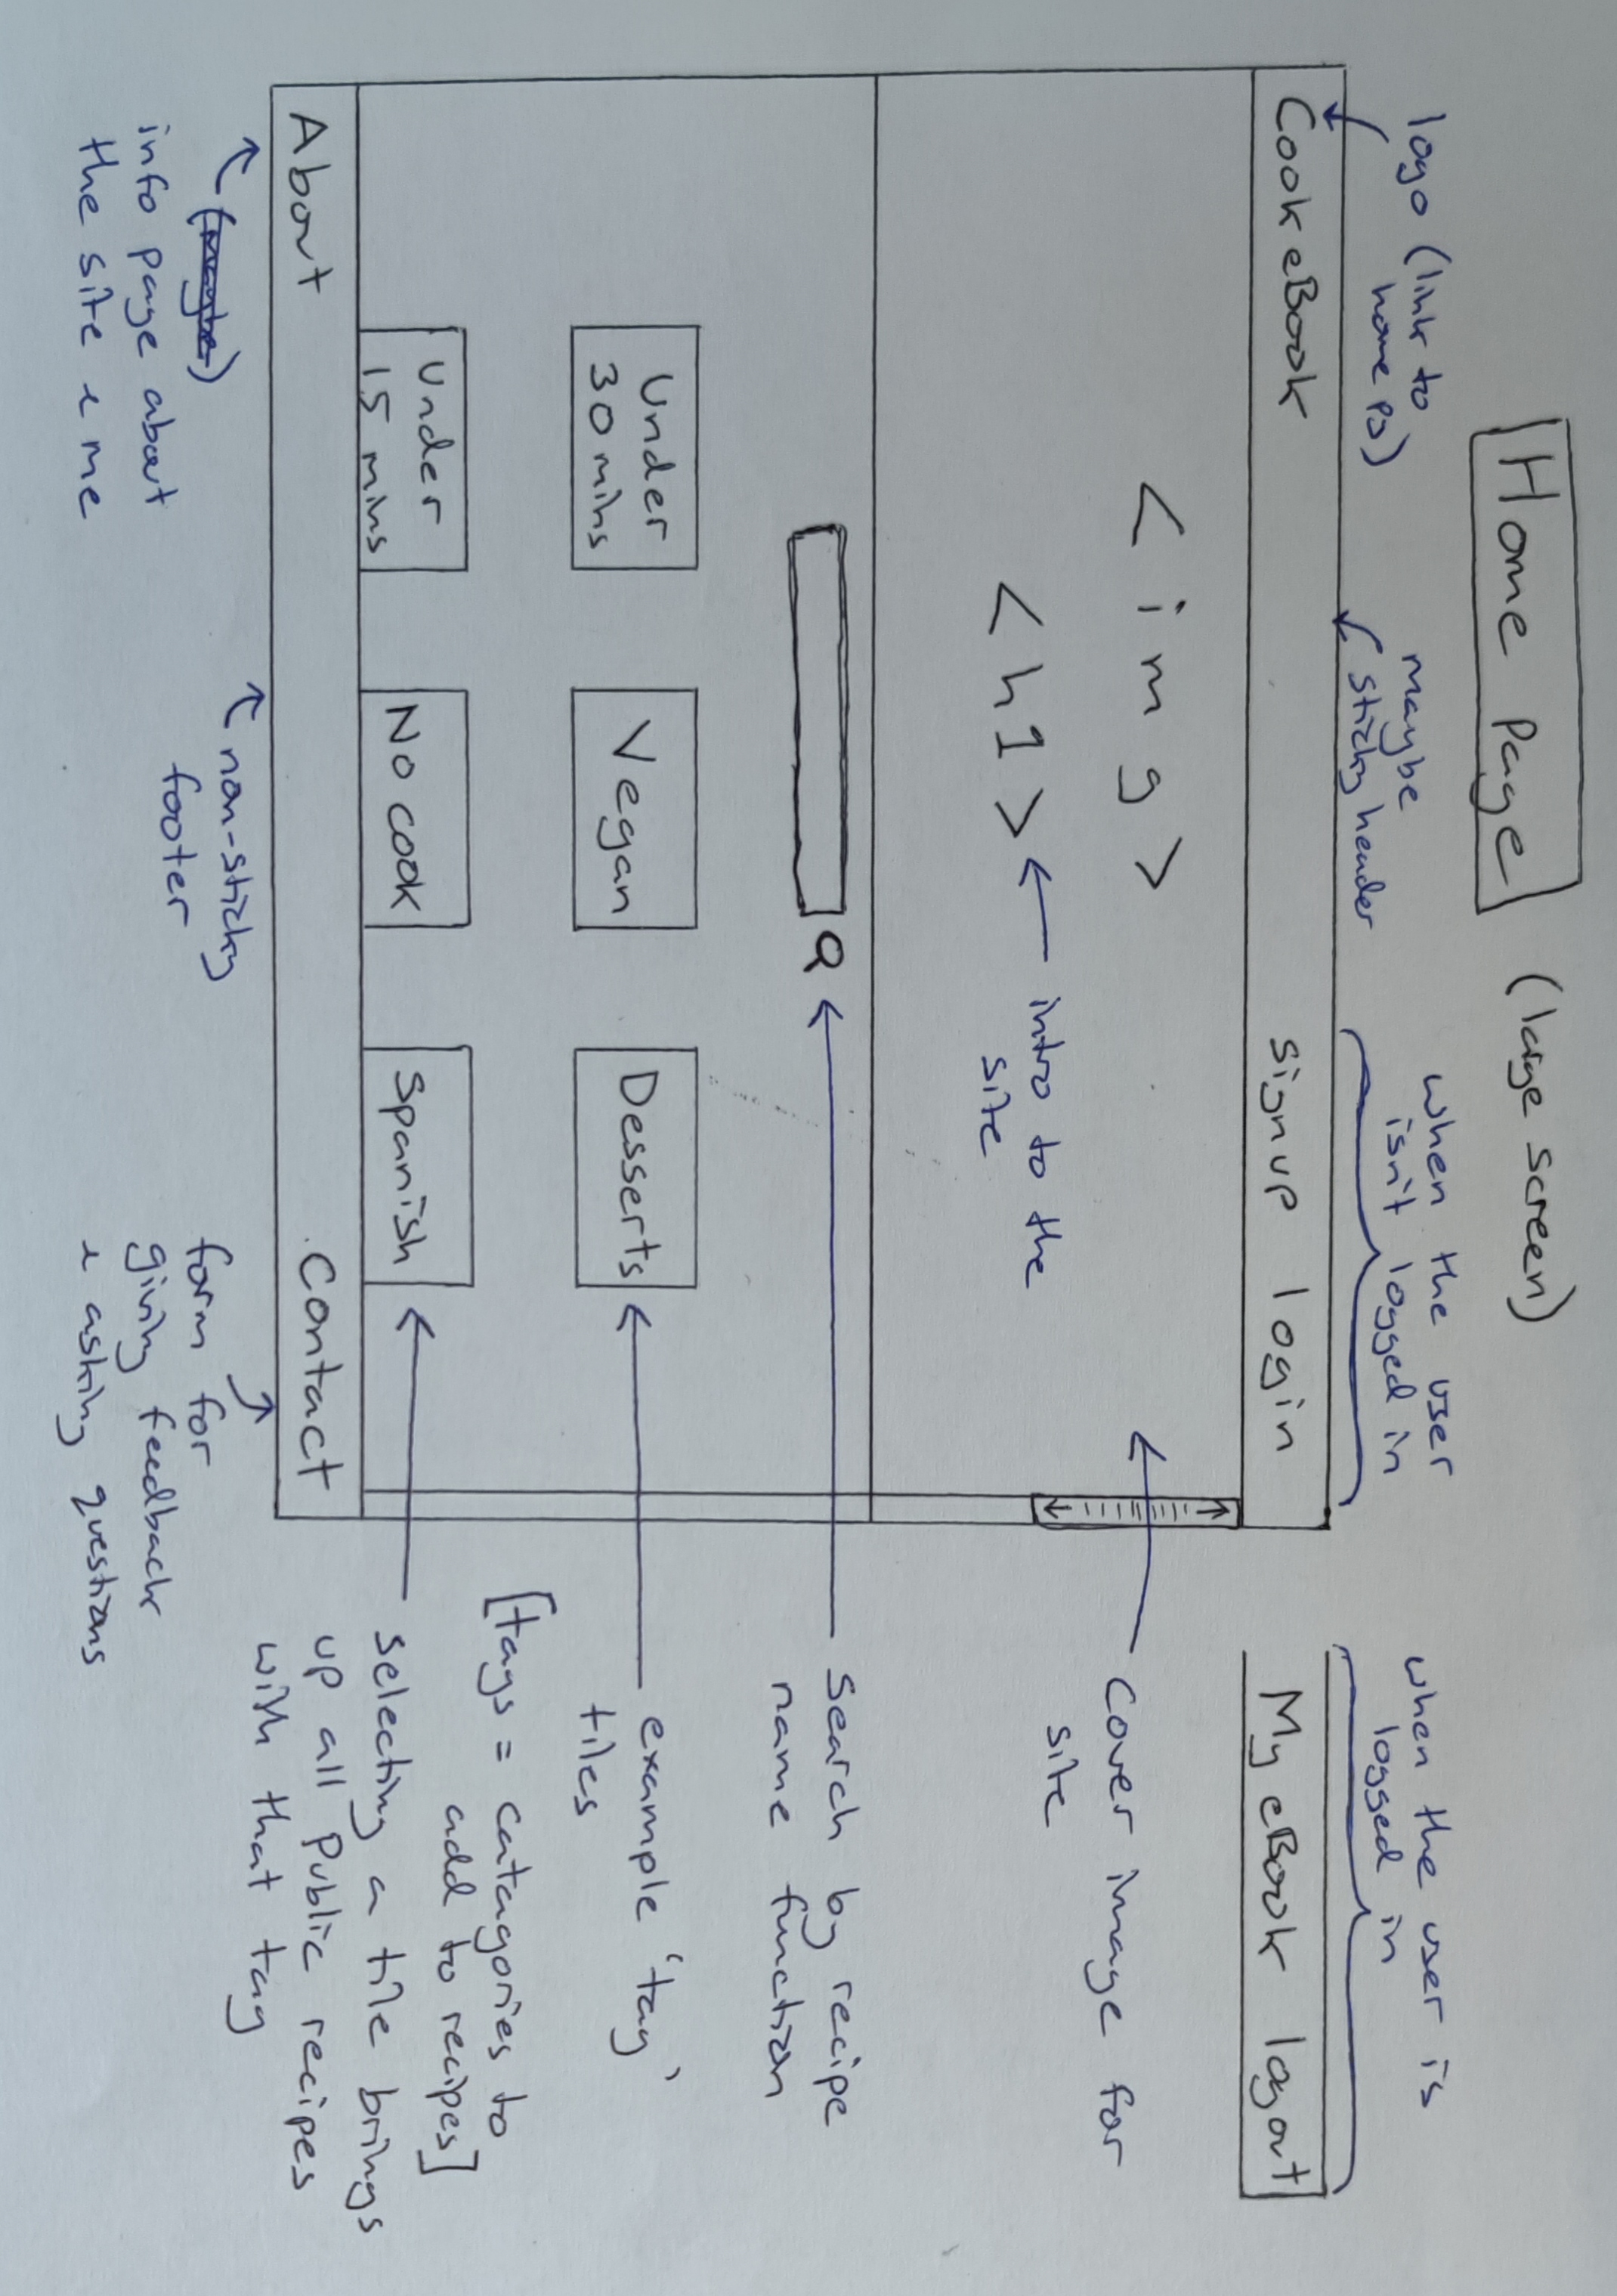 Home Page (large screen)
logo (link to
home pg)
maybe
sticky header
when the user
isn't logged in
when the user is
logged in
CookeBook
signup login
My eBook logout
<img>
cover image for
site
<h1>
intro to the
site
search by recipe
name function
Under
30 mins
Vegan
Desserts
example 'tag'
tiles
[tags = catagories to
add to recipes]
Under
15 mins
No cook
Spanish
selecting a tile brings
up all Public recipes
with that tag
About
Contact
(maybe)
info page about
the site & me
non-sticky
footer
form for
giving feedback
& asking questions